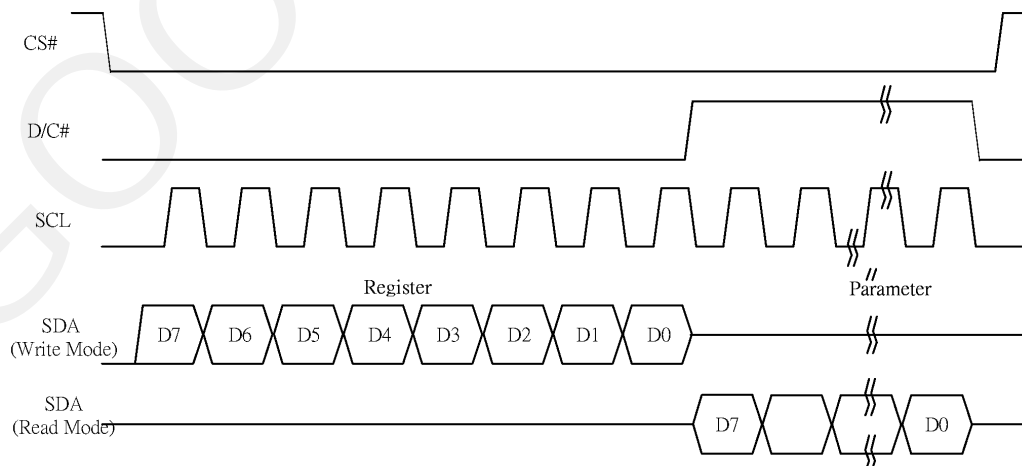 CS#
D/C#
SCL
Register
Parameter
SDA
(Write Mode)
D7 D6 D5 D4 D3 D2 D1 D0
SDA
(Read Mode)
D7 D0